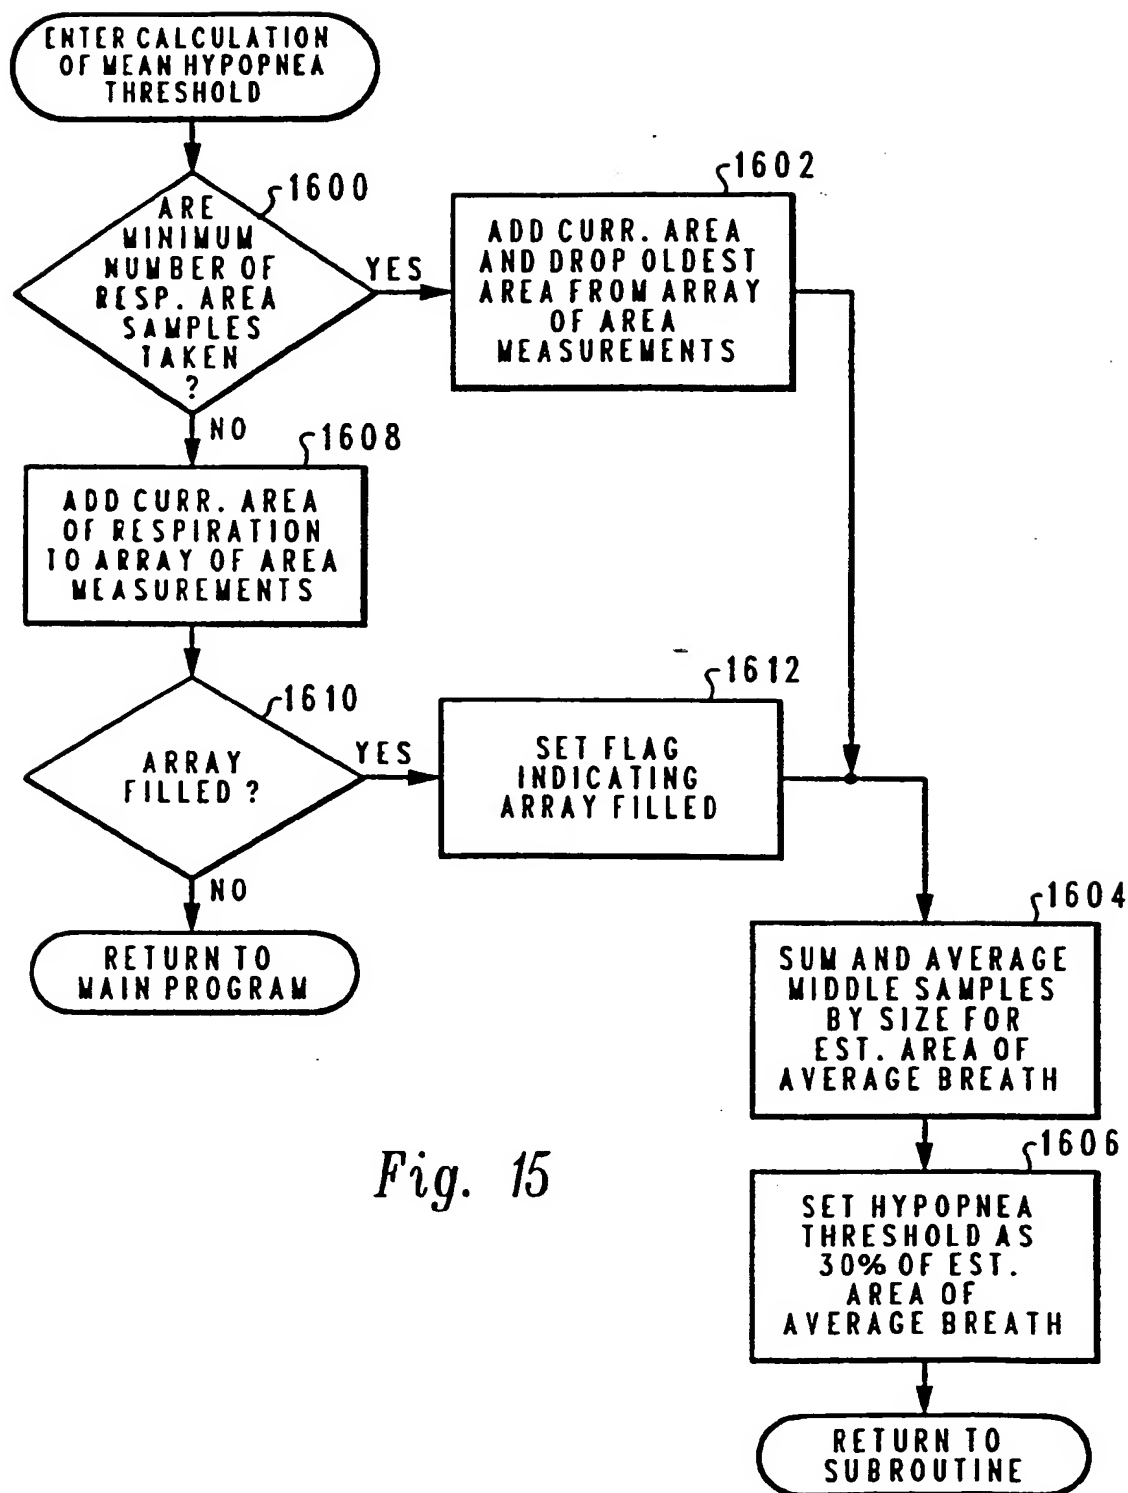 ENTER CALCULATION
OF MEAN HYPOPNEA
THRESHOLD
1600
ARE
MINIMUM
NUMBER OF
RESP. AREA
SAMPLES
TAKEN
?
YES
NO
1602
ADD CURR. AREA
AND DROP OLDEST
AREA FROM ARRAY
OF AREA
MEASUREMENTS
1608
ADD CURR. AREA
OF RESPIRATION
TO ARRAY OF AREA
MEASUREMENTS
1610
ARRAY
FILLED ?
YES
NO
1612
SET FLAG
INDICATING
ARRAY FILLED
RETURN TO
MAIN PROGRAM
1604
SUM AND AVERAGE
MIDDLE SAMPLES
BY SIZE FOR
EST. AREA OF
AVERAGE BREATH
1606
SET HYPOPNEA
THRESHOLD AS
30% OF EST.
AREA OF
AVERAGE BREATH
RETURN TO
SUBROUTINE
Fig. 15